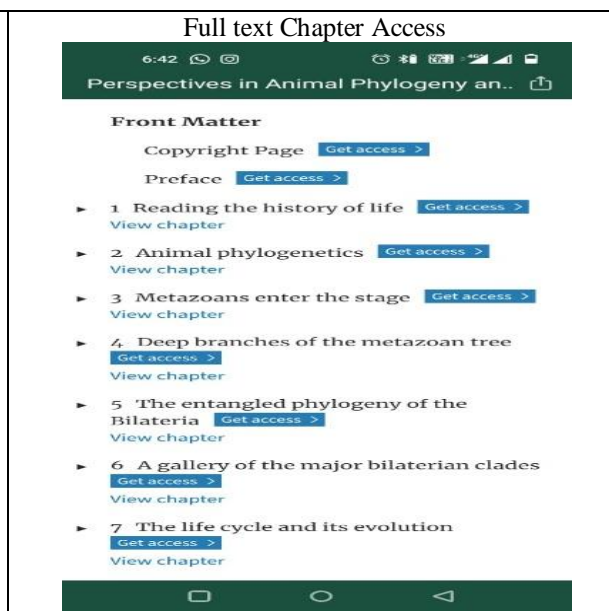 Full text Chapter Access
6:42
Perspectives in Animal Phylogeny an..
Front Matter
Copyright Page Get access >
Preface Get access >
► 1 Reading the history of life Get access >
View chapter
► 2 Animal phylogenetics Get access >
View chapter
► 3 Metazoans enter the stage Get access >
View chapter
► 4 Deep branches of the metazoan tree
Get access >
View chapter
► 5 The entangled phylogeny of the
Bilateria Get access >
View chapter
► 6 A gallery of the major bilaterian clades
Get access >
View chapter
► 7 The life cycle and its evolution
Get access >
View chapter